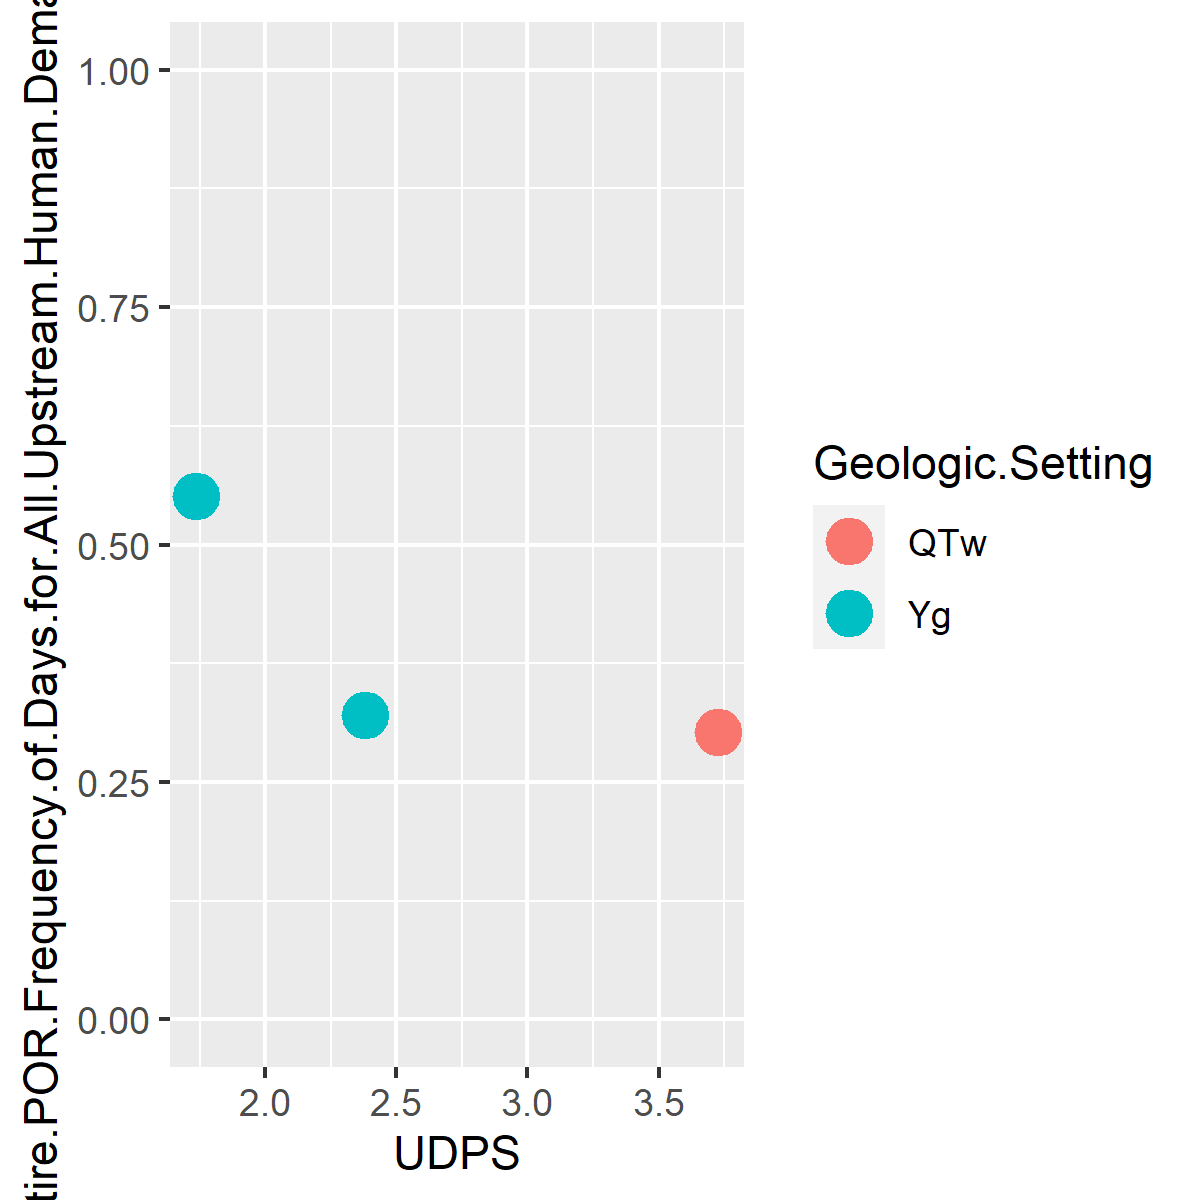 tire.POR.Frequency.of.Days.for.All.Upstream.Human.Dema
1.00
0.75
0.50
0.25
0.00
2.0 2.5 3.0 3.5
UDPS
Geologic.Setting
QTw
Yg